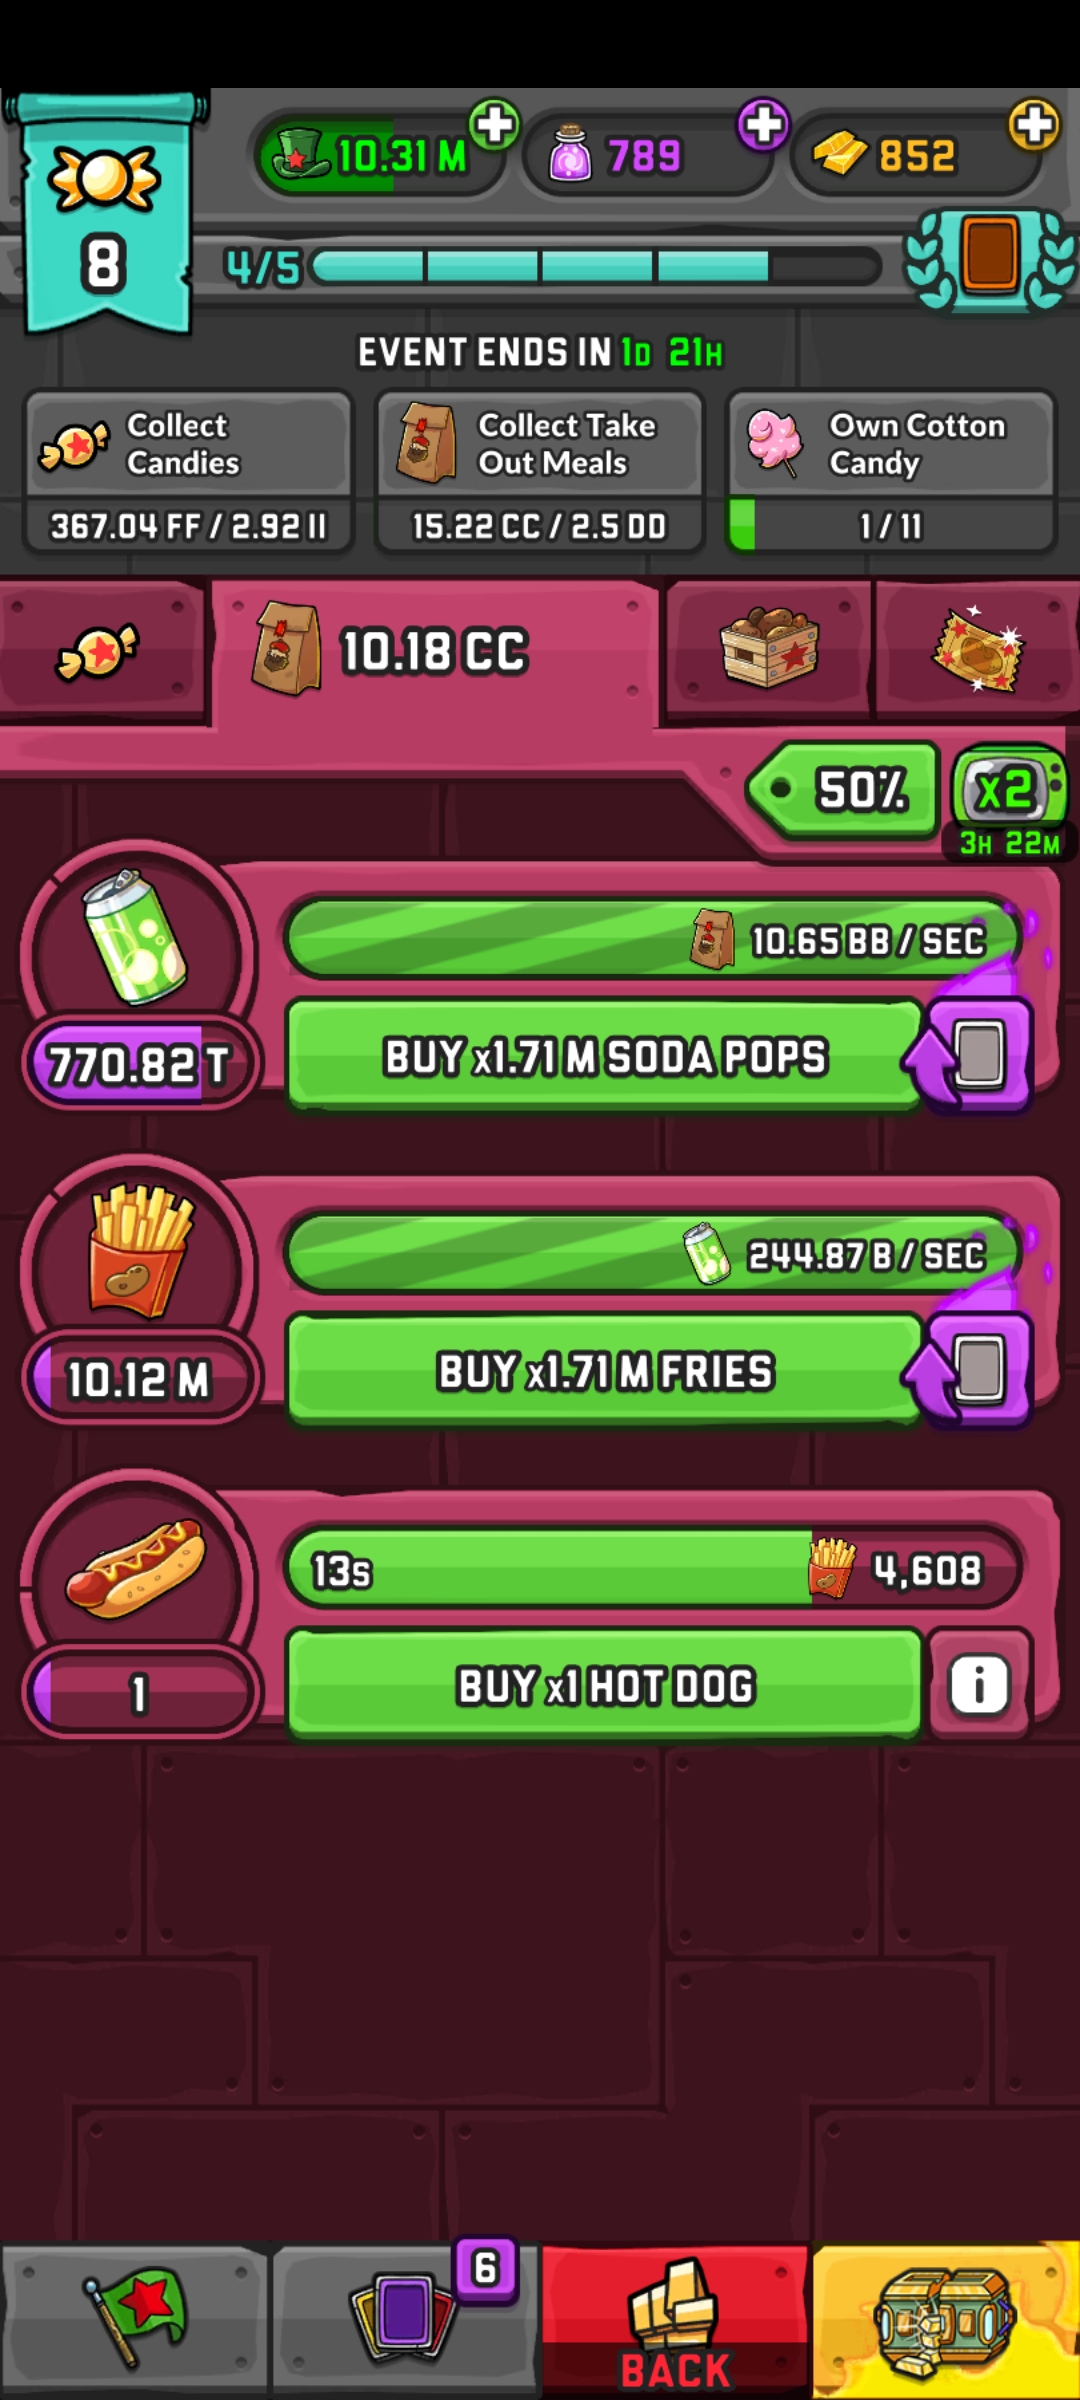 10.31 M
789
852
8
4/5
EVENT ENDS IN 1D 21H
Collect Candies
367.04 FF / 2.92 II
Collect Take Out Meals
15.22 CC / 2.5 DD
Own Cotton Candy
1 / 11
10.18 CC
50%
x2
3H 22M
10.65 BB / SEC
770.82 T
BUY x1.71 M SODA POPS
244.87 B / SEC
10.12 M
BUY x1.71 M FRIES
13s
4,608
1
BUY x1 HOT DOG
i
6
BACK